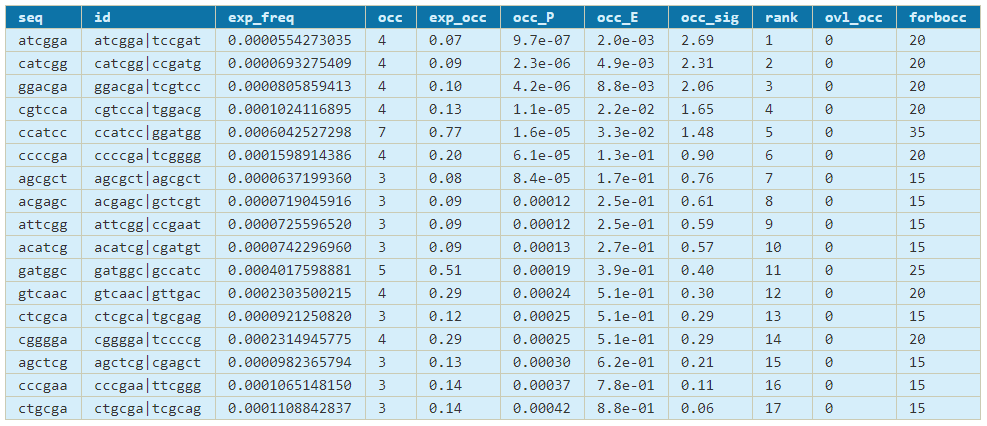 seq id exp_freq occ exp_occ occ_P occ_E occ_sig rank ovl_occ forbocc
atcgga atcgga|tccgat 0.0000554273035 4 0.07 9.7e-07 2.0e-03 2.69 1 0 20
catcgg catcgg|ccgatg 0.0000693275409 4 0.09 2.3e-06 4.9e-03 2.31 2 0 20
ggacga ggacga|tcgtcc 0.0000805859413 4 0.10 4.2e-06 8.8e-03 2.06 3 0 20
cgtcca cgtcca|tggacg 0.0001024116895 4 0.13 1.1e-05 2.2e-02 1.65 4 0 20
ccatcc ccatcc|ggatgg 0.0006042527298 7 0.77 1.6e-05 3.3e-02 1.48 5 0 35
ccccga ccccga|tcgggg 0.0001598914386 4 0.20 6.1e-05 1.3e-01 0.90 6 0 20
agcgct agcgct|agcgct 0.0000637199360 3 0.08 8.4e-05 1.7e-01 0.76 7 0 15
acgagc acgagc|gctcgt 0.0000719045916 3 0.09 0.00012 2.5e-01 0.61 8 0 15
attcgg attcgg|ccgaat 0.0000725596520 3 0.09 0.00012 2.5e-01 0.59 9 0 15
acatcg acatcg|cgatgt 0.0000742296960 3 0.09 0.00013 2.7e-01 0.57 10 0 15
gatggc gatggc|gccatc 0.0004017598881 5 0.51 0.00019 3.9e-01 0.40 11 0 25
gtcaac gtcaac|gttgac 0.0002303500215 4 0.29 0.00024 5.1e-01 0.30 12 0 20
ctcgca ctcgca|tgcgag 0.0000921250820 3 0.12 0.00025 5.1e-01 0.29 13 0 15
cgggga cgggga|tccccg 0.0002314945775 4 0.29 0.00025 5.1e-01 0.29 14 0 20
agctcg agctcg|cgagct 0.0000982365794 3 0.13 0.00030 6.2e-01 0.21 15 0 15
cccgaa cccgaa|ttcggg 0.0001065148150 3 0.14 0.00037 7.8e-01 0.11 16 0 15
ctgcga ctgcga|tcgcag 0.0001108842837 3 0.14 0.00042 8.8e-01 0.06 17 0 15